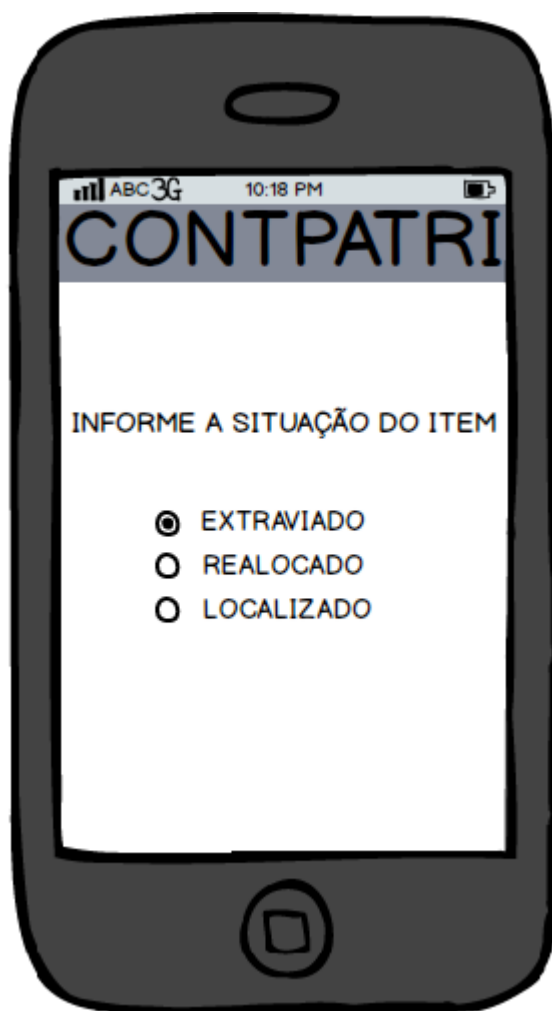 ABC 3G 10:18 PM
CONTPATRI
INFORME A SITUAÇÃO DO ITEM
EXTRAVIADO
REALOCADO
LOCALIZADO